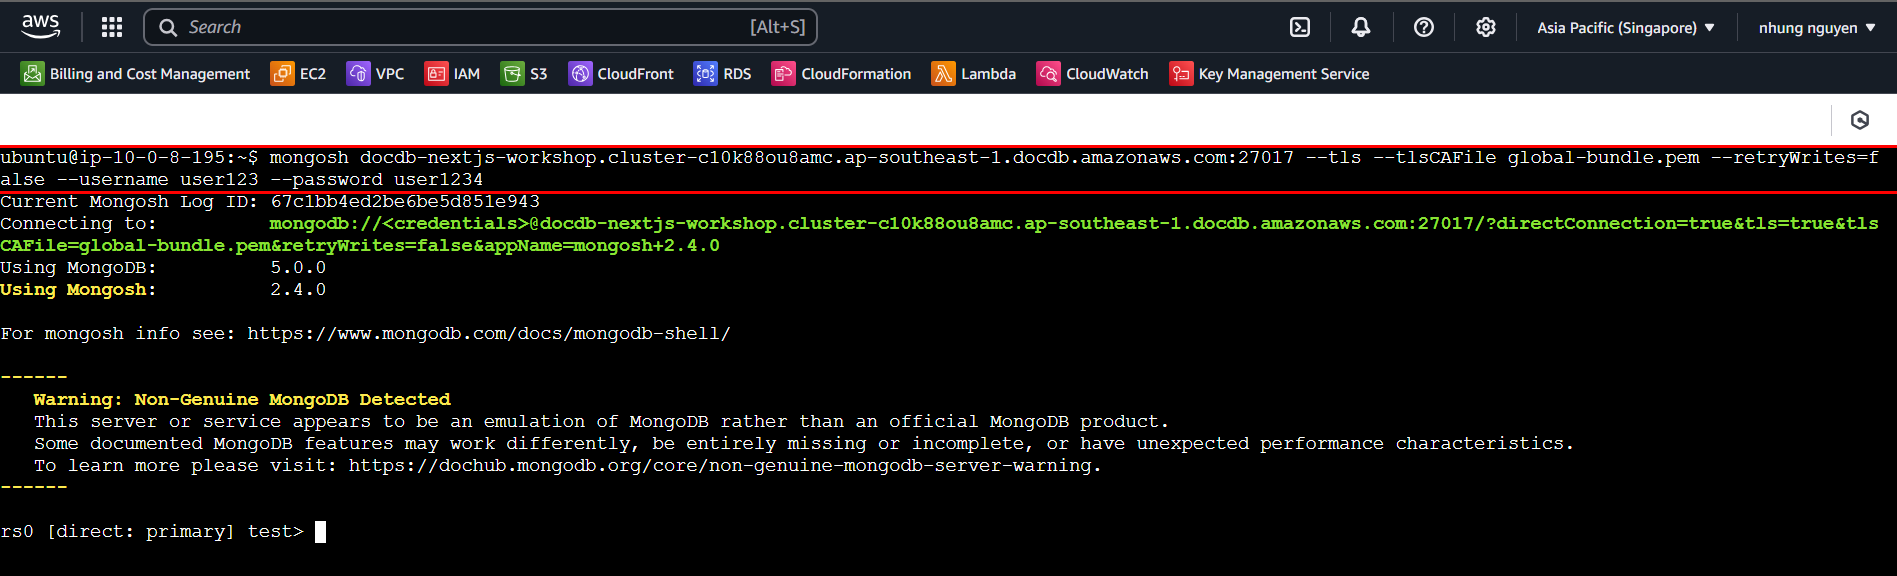 aws
Search [Alt+S] Asia Pacific (Singapore) nhung nguyen
Billing and Cost Management EC2 VPC IAM S3 CloudFront RDS CloudFormation Lambda CloudWatch Key Management Service
ubuntu@ip-10-0-8-195:~$ mongosh docdb-nextjs-workshop.cluster-c10k88ou8amc.ap-southeast-1.docdb.amazonaws.com:27017 --tls --tlsCAFile global-bundle.pem --retryWrites=f
alse --username user123 --password user1234
Current Mongosh Log ID: 67c1bb4ed2be6be5d851e943
Connecting to: mongodb://<credentials>@docdb-nextjs-workshop.cluster-c10k88ou8amc.ap-southeast-1.docdb.amazonaws.com:27017/?directConnection=true&tls=true&tls
CAFile=global-bundle.pem&retryWrites=false&appName=mongosh+2.4.0
Using MongoDB: 5.0.0
Using Mongosh: 2.4.0
For mongosh info see: https://www.mongodb.com/docs/mongodb-shell/
------
Warning: Non-Genuine MongoDB Detected
This server or service appears to be an emulation of MongoDB rather than an official MongoDB product.
Some documented MongoDB features may work differently, be entirely missing or incomplete, or have unexpected performance characteristics.
To learn more please visit: https://dochub.mongodb.org/core/non-genuine-mongodb-server-warning.
------
rs0 [direct: primary] test>